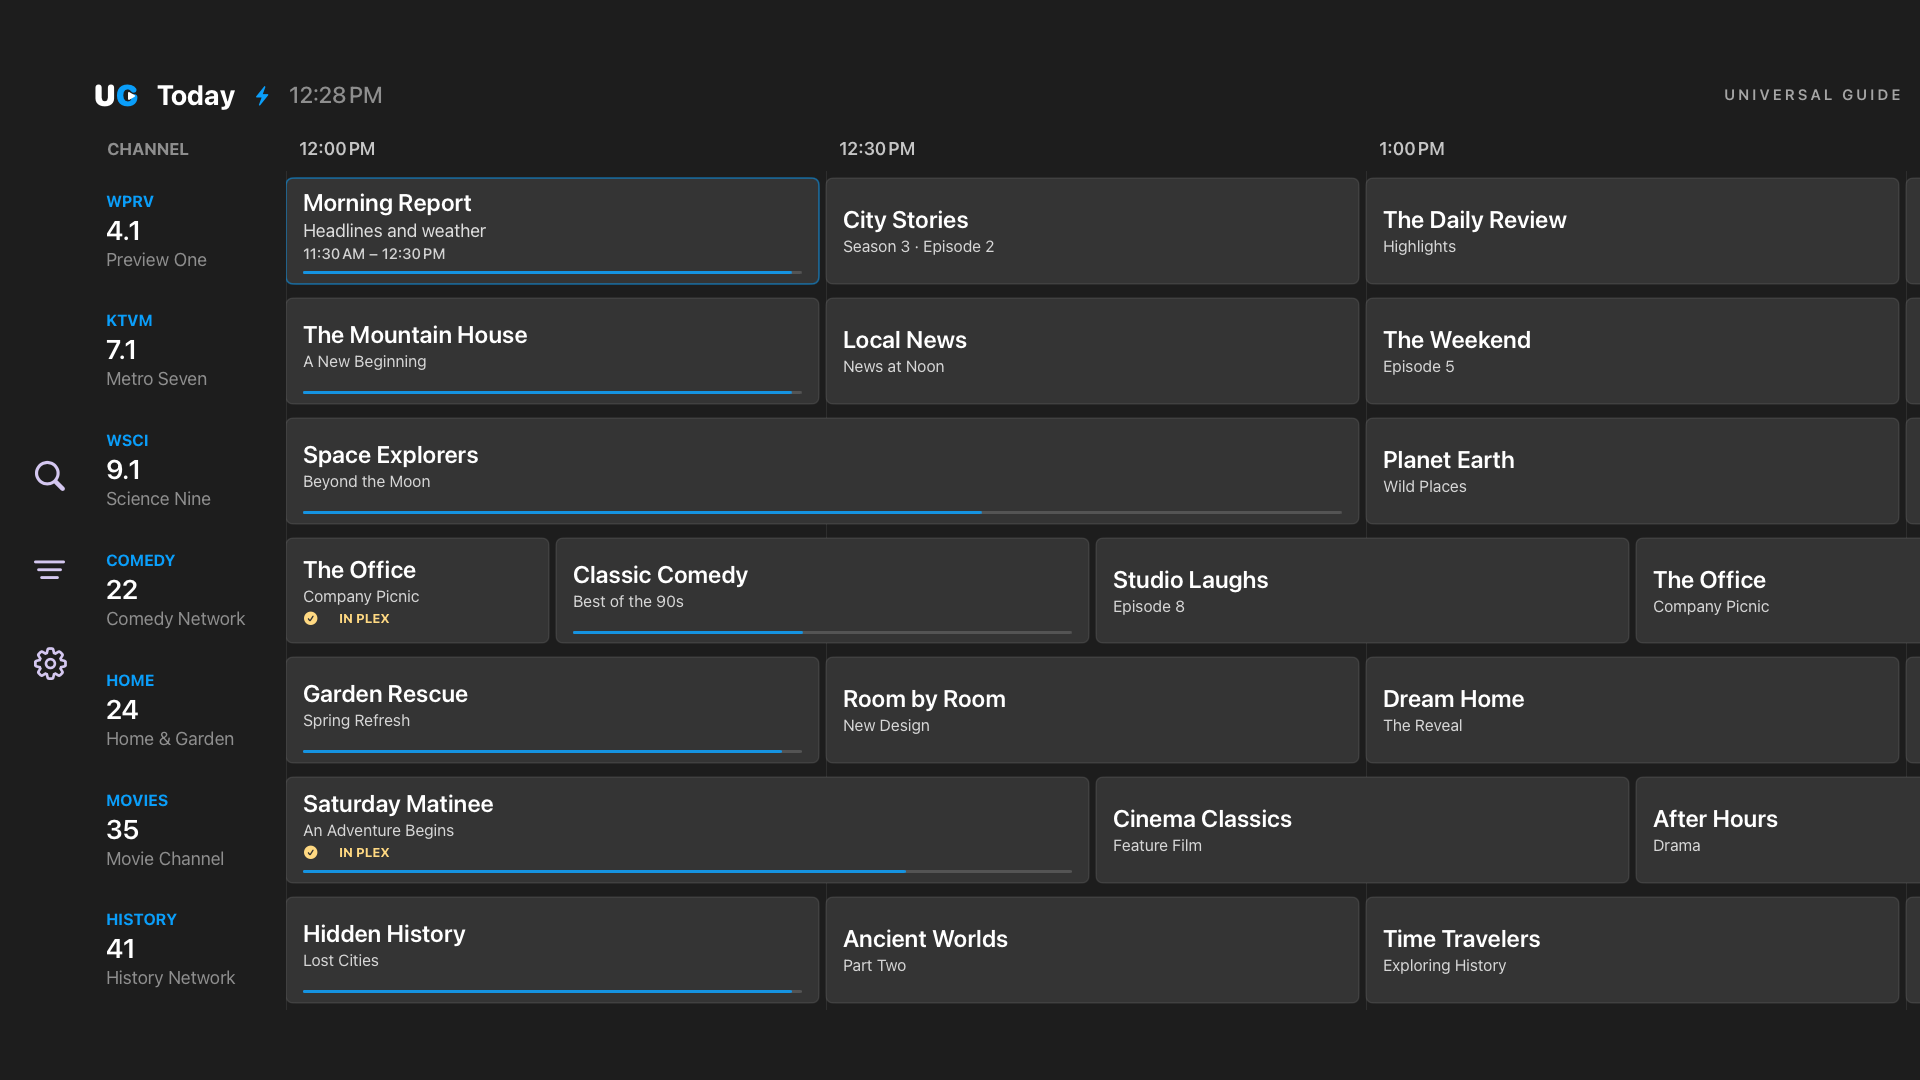 UG Today 12:28 PM
UNIVERSAL GUIDE
CHANNEL 12:00 PM 12:30 PM 1:00 PM
WPRV
4.1
Preview One
Morning Report
Headlines and weather
11:30 AM – 12:30 PM
City Stories
Season 3 · Episode 2
The Daily Review
Highlights
KTVM
7.1
Metro Seven
The Mountain House
A New Beginning
Local News
News at Noon
The Weekend
Episode 5
WSCI
9.1
Science Nine
Space Explorers
Beyond the Moon
Planet Earth
Wild Places
COMEDY
22
Comedy Network
The Office
Company Picnic
IN PLEX
Classic Comedy
Best of the 90s
Studio Laughs
Episode 8
The Office
Company Picnic
HOME
24
Home & Garden
Garden Rescue
Spring Refresh
Room by Room
New Design
Dream Home
The Reveal
MOVIES
35
Movie Channel
Saturday Matinee
An Adventure Begins
IN PLEX
Cinema Classics
Feature Film
After Hours
Drama
HISTORY
41
History Network
Hidden History
Lost Cities
Ancient Worlds
Part Two
Time Travelers
Exploring History